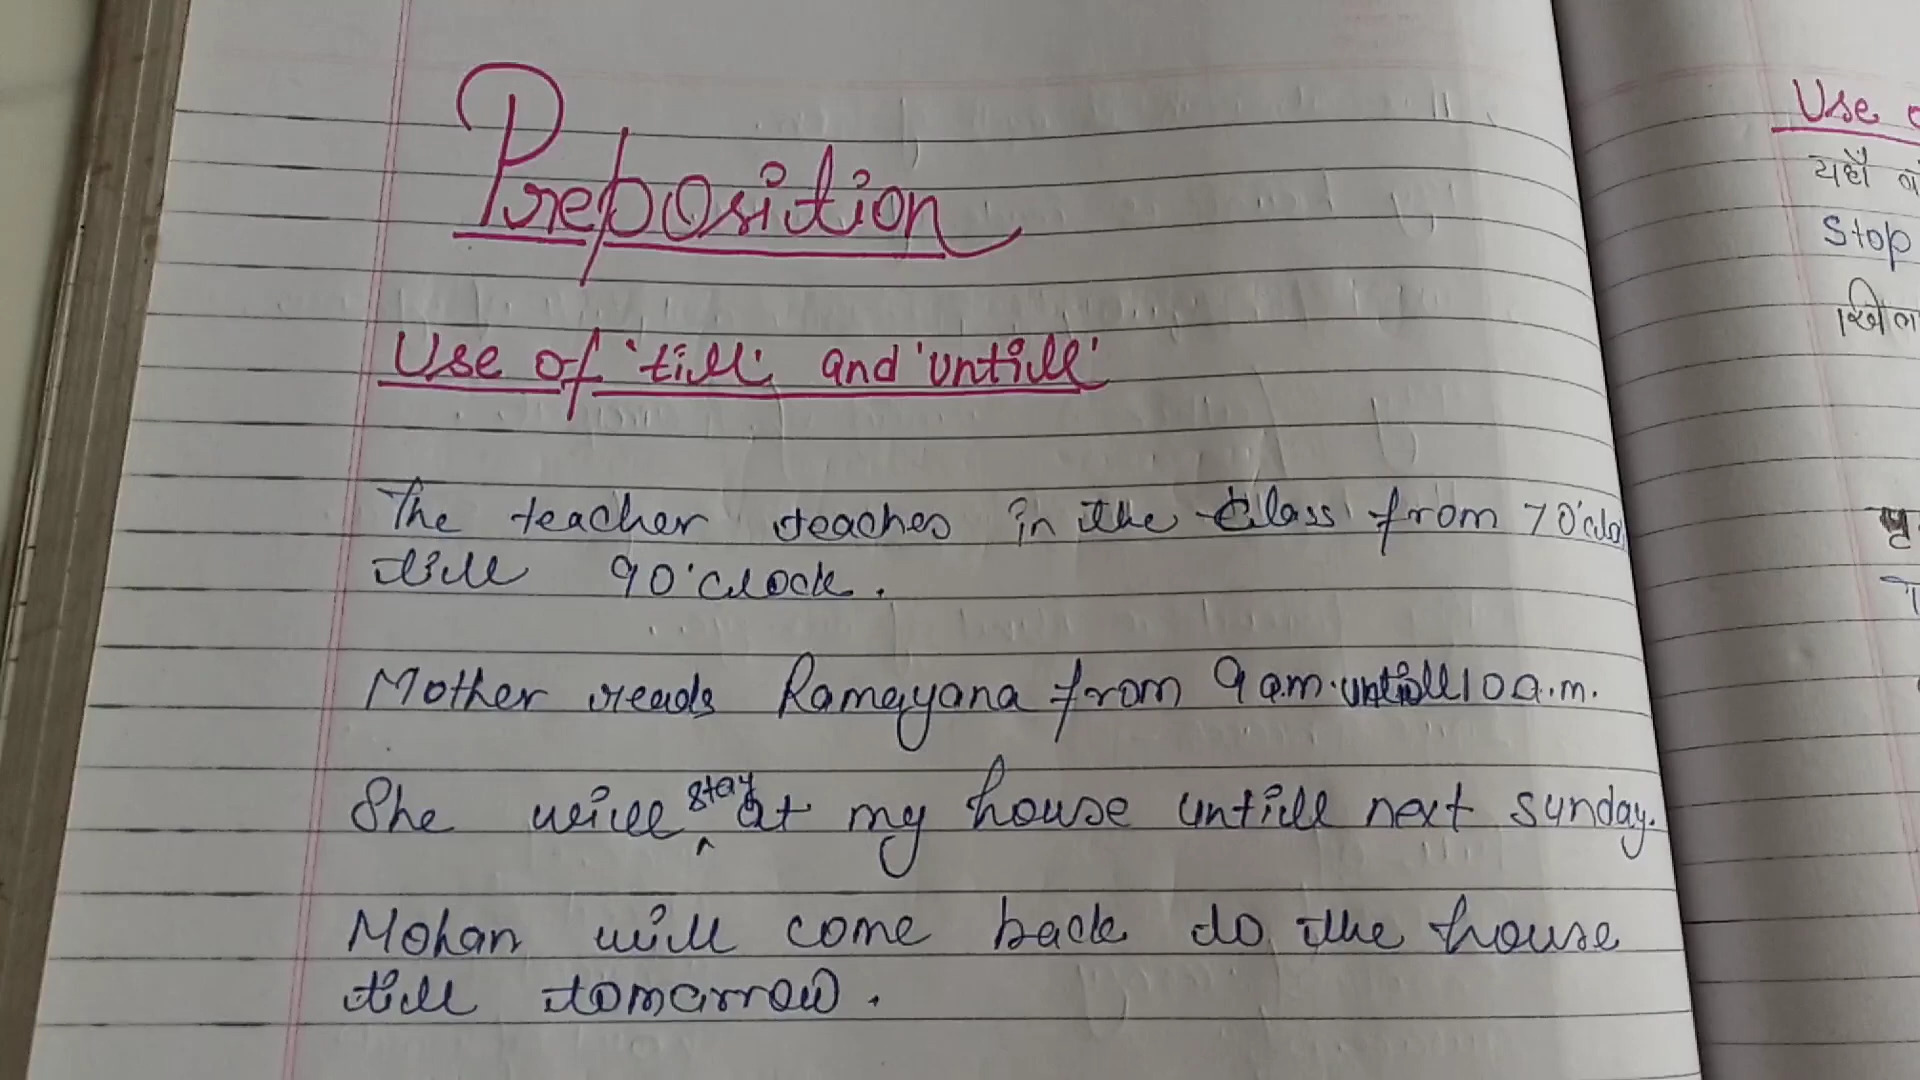 Preposition
Use of 'till' and 'untill'
The teacher teaches in the class from 7 O'clo
till 9 O'clock.
Mother reads Ramayana from 9 a.m. untill 10 a.m.
She will stay at my house untill next sunday.
Mohan will come back to the house
till tomorrow.
Use
यहाँ
Stop